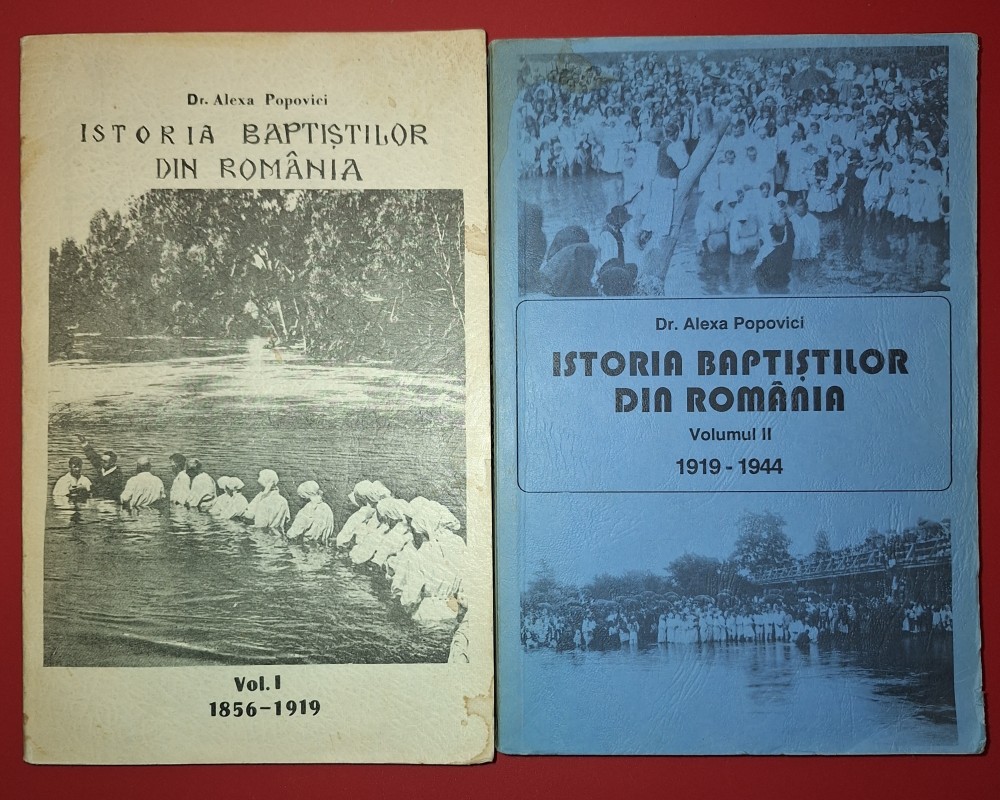 Dr. Alexa Popovici
ISTORIA BAPTIȘTILOR
DIN ROMÂNIA
Vol. I
1856-1919
Dr. Alexa Popovici
ISTORIA BAPTIȘTILOR
DIN ROMÂNIA
Volumul II
1919 - 1944